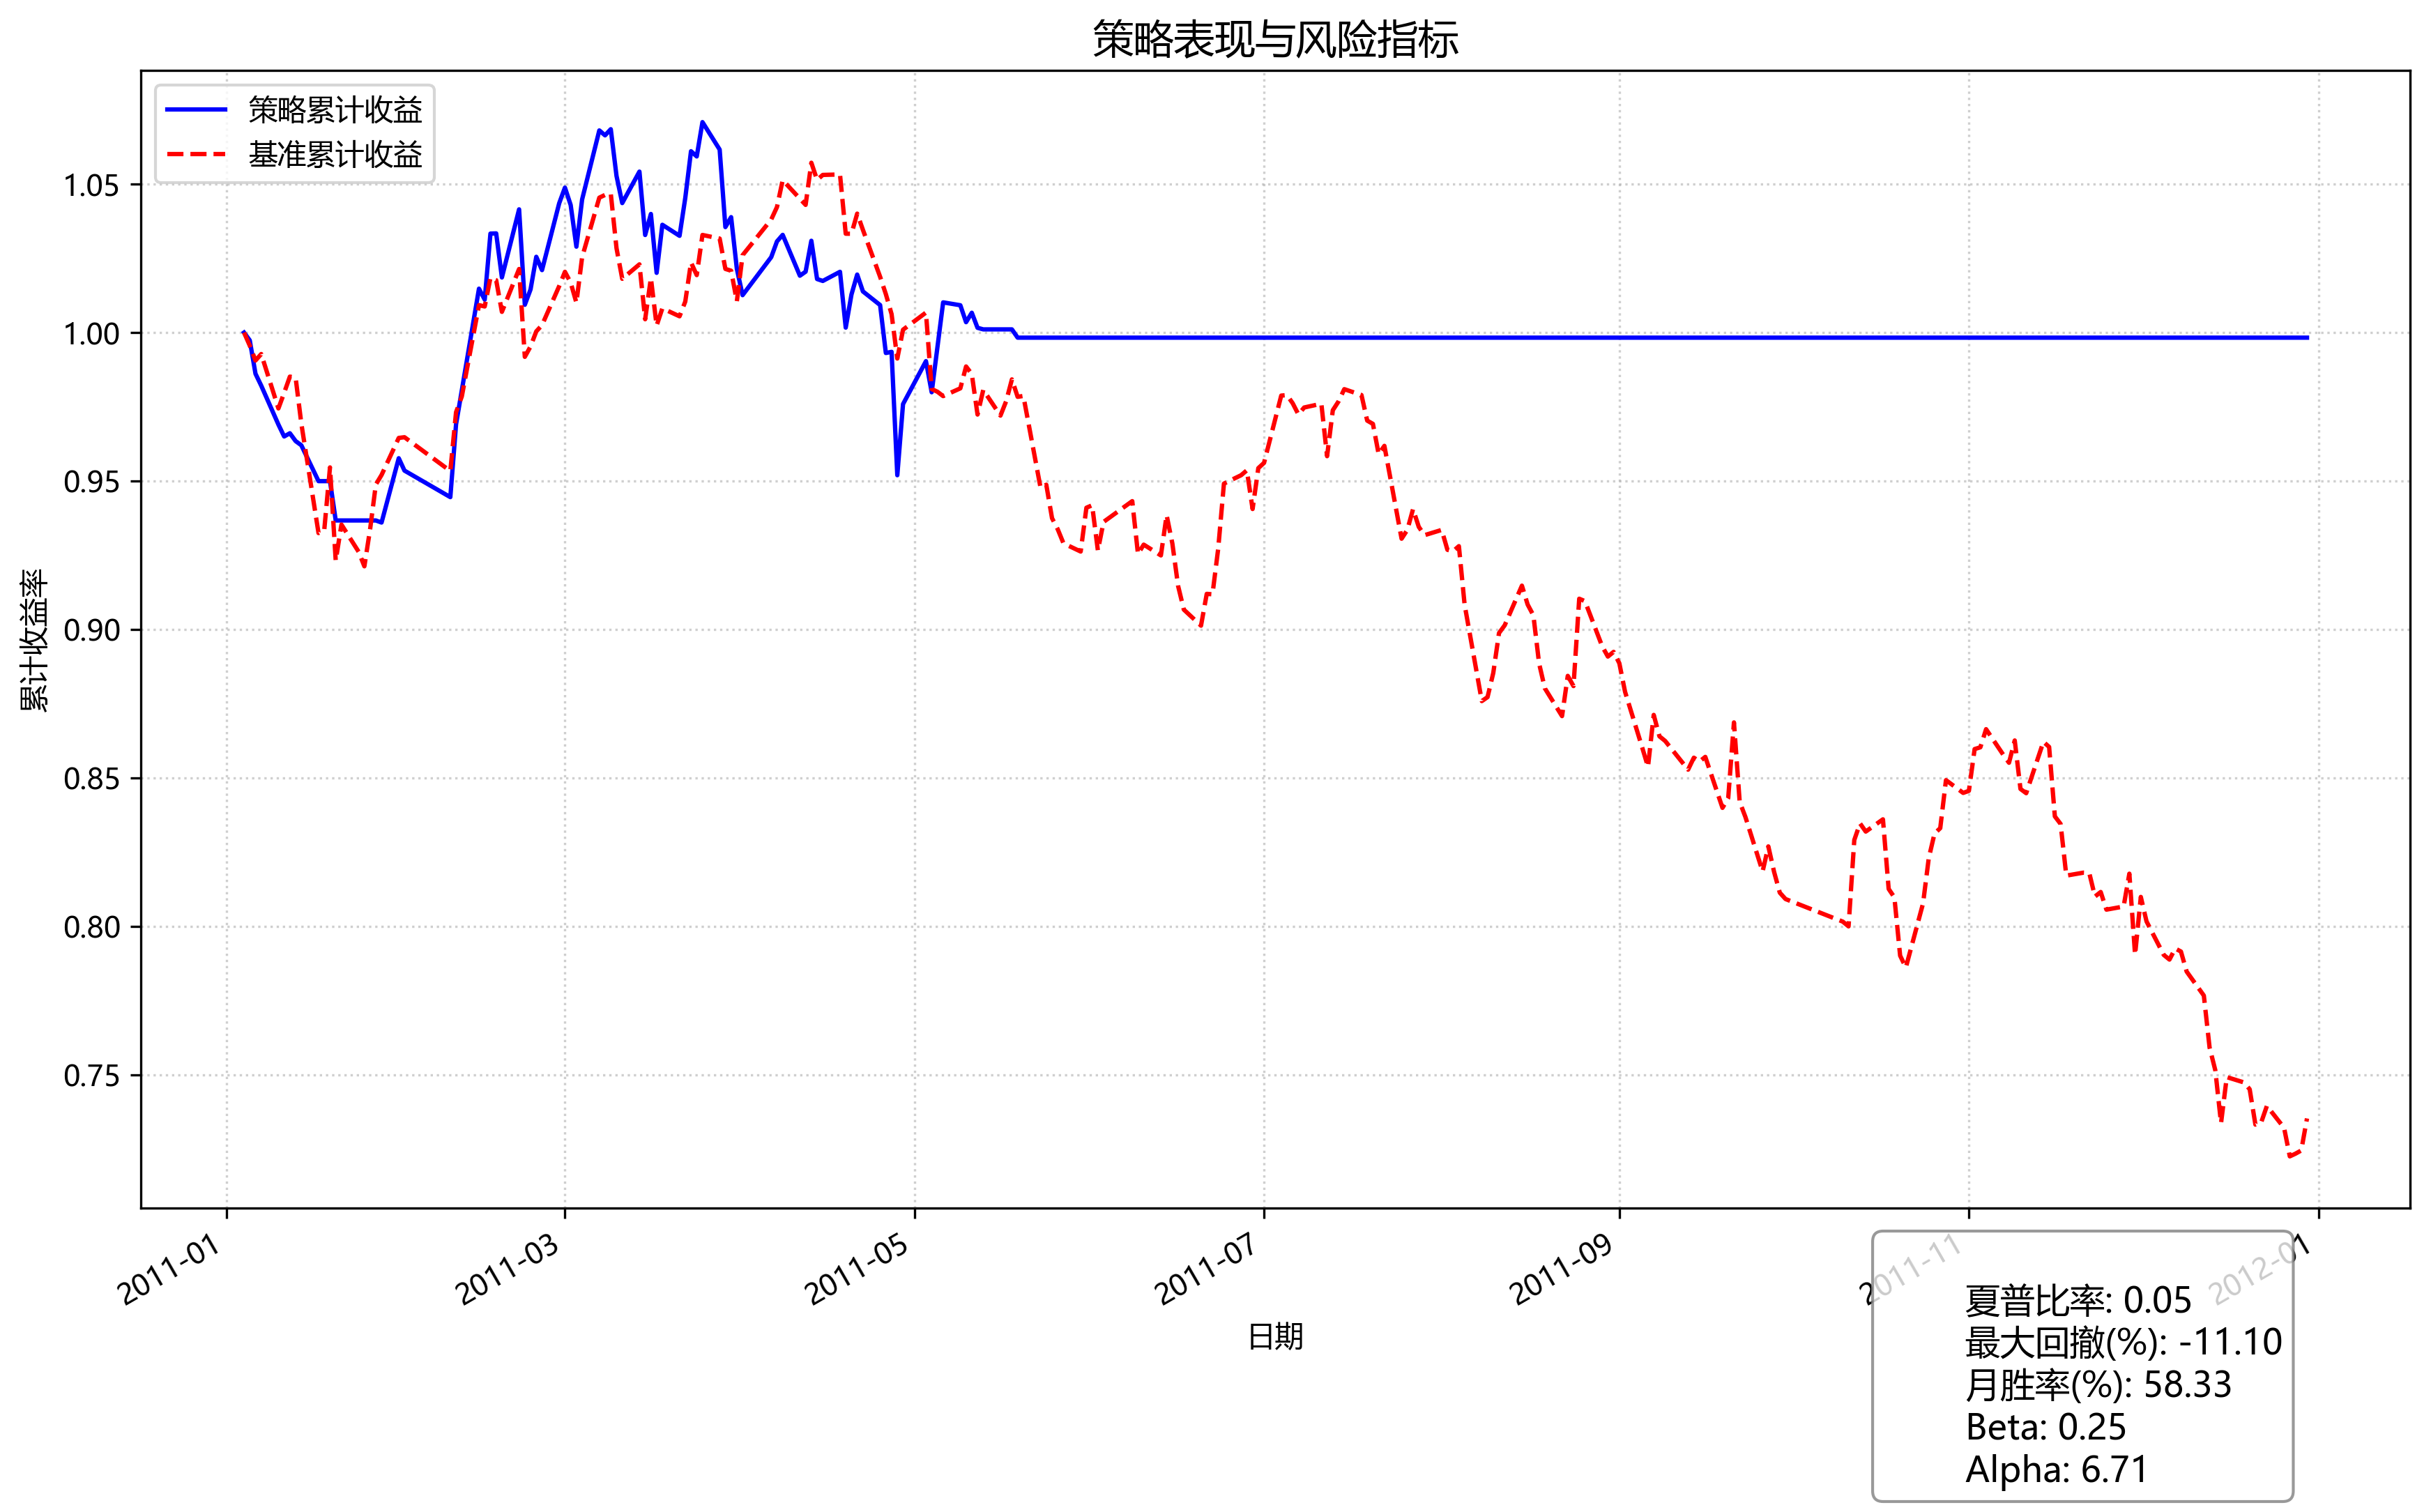 策略表现与风险指标
策略累计收益
基准累计收益
1.05
1.00
0.95
0.90
0.85
0.80
0.75
累计收益率
2011-01
2011-03
2011-05
2011-07
2011-09
2011-11
2012-01
日期
夏普比率: 0.05
最大回撤(%): -11.10
月胜率(%): 58.33
Beta: 0.25
Alpha: 6.71